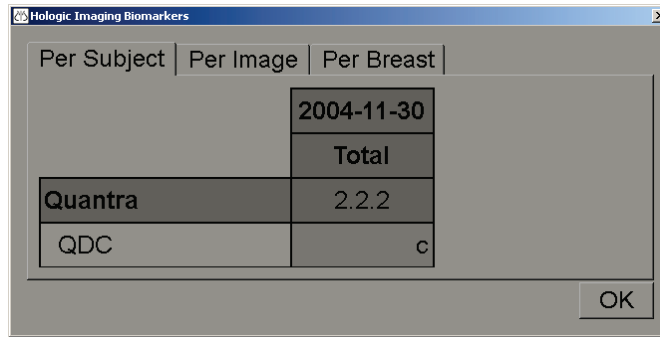 Hologic Imaging Biomarkers
Per Subject Per Image Per Breast
2004-11-30
Total
Quantra 2.2.2
QDC c
OK